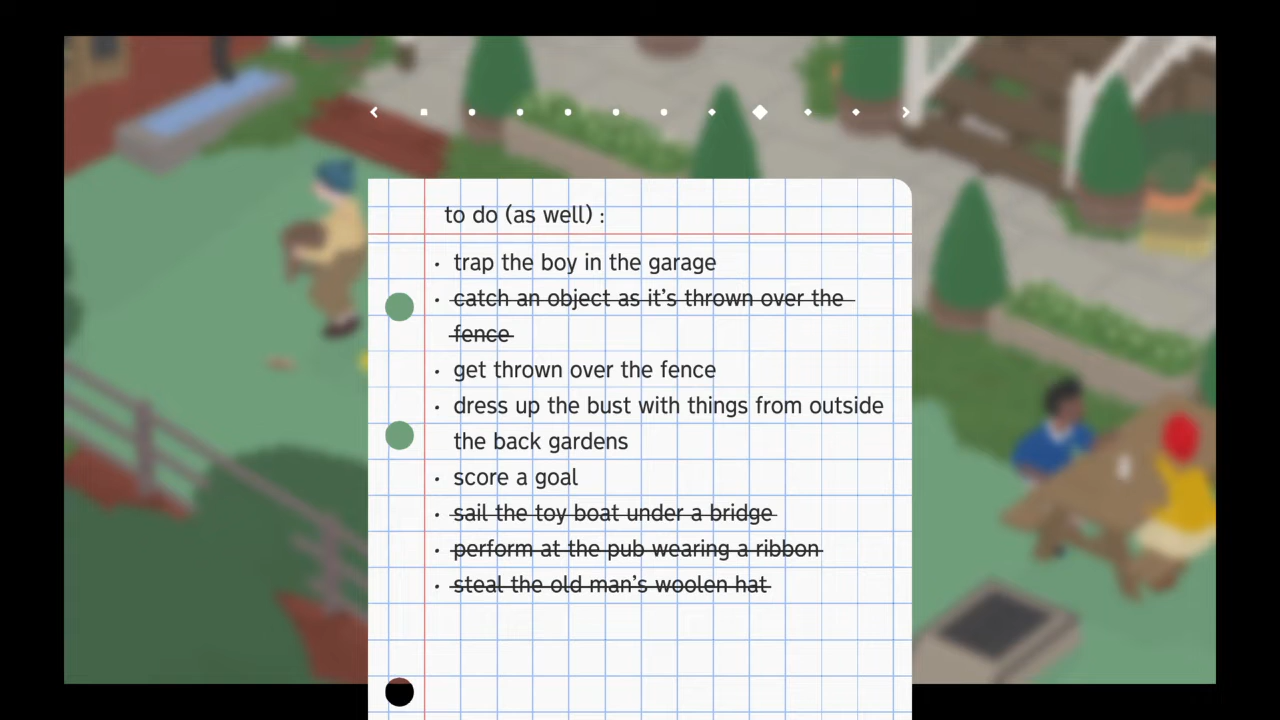 to do (as well) :
• trap the boy in the garage
• catch an object as it's thrown over the
fence
• get thrown over the fence
• dress up the bust with things from outside
the back gardens
• score a goal
• sail the toy boat under a bridge
• perform at the pub wearing a ribbon
• steal the old man's woolen hat